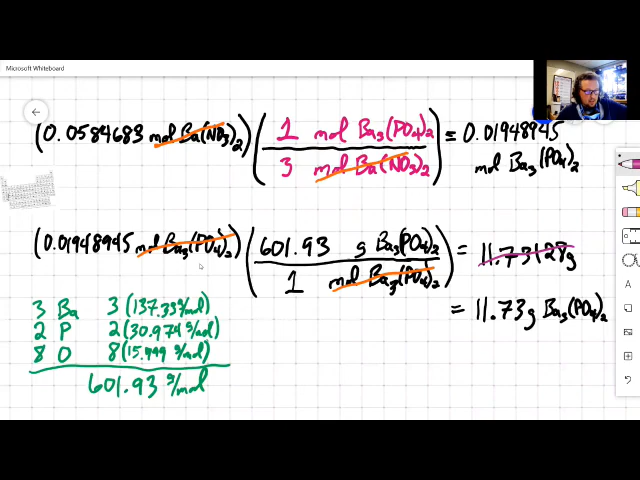 Microsoft Whiteboard
(0.0584683 mol Ba(NO3)2) (1 mol Ba3(PO4)2 / 3 mol Ba(NO3)2) = 0.01948945
mol Ba3(PO4)2
(0.01948945 mol Ba3(PO4)2) (601.93 g Ba3(PO4)2 / 1 mol Ba3(PO4)2) = 11.73128g
= 11.73g Ba3(PO4)2
3 Ba 3(137.33g/mol)
2 P 2(30.974g/mol)
8 O 8(15.999g/mol)
601.93 g/mol